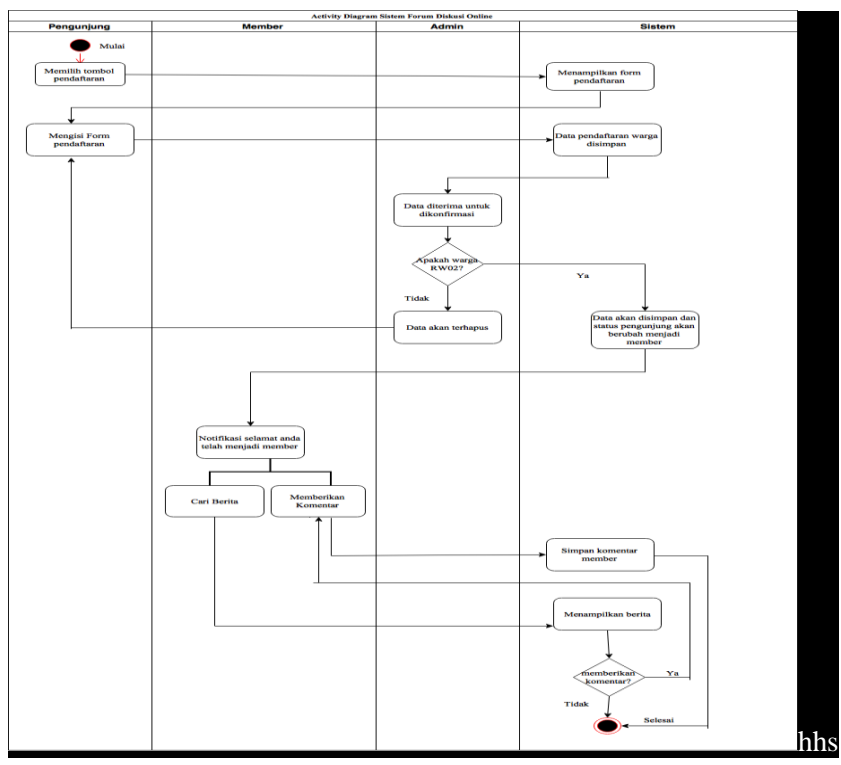 Activity Diagram Sistem Forum Diskusi Online
Pengunjung
Member
Admin
Sistem
Mulai
Memilih tombol
pendaftaran
Menampilkan form
pendaftaran
Mengisi Form
pendaftaran
Data pendaftaran warga
disimpan
Data diterima untuk
dikonfirmasi
Apakah warga
RW02?
Ya
Tidak
Data akan terhapus
Data akan disimpan dan
status pengunjung akan
berubah menjadi
member
Notifikasi selamat anda
telah menjadi member
Cari Berita
Memberikan
Komentar
Simpan komentar
member
Menampilkan berita
memberikan
komentar?
Ya
Tidak
Selesai
hhs